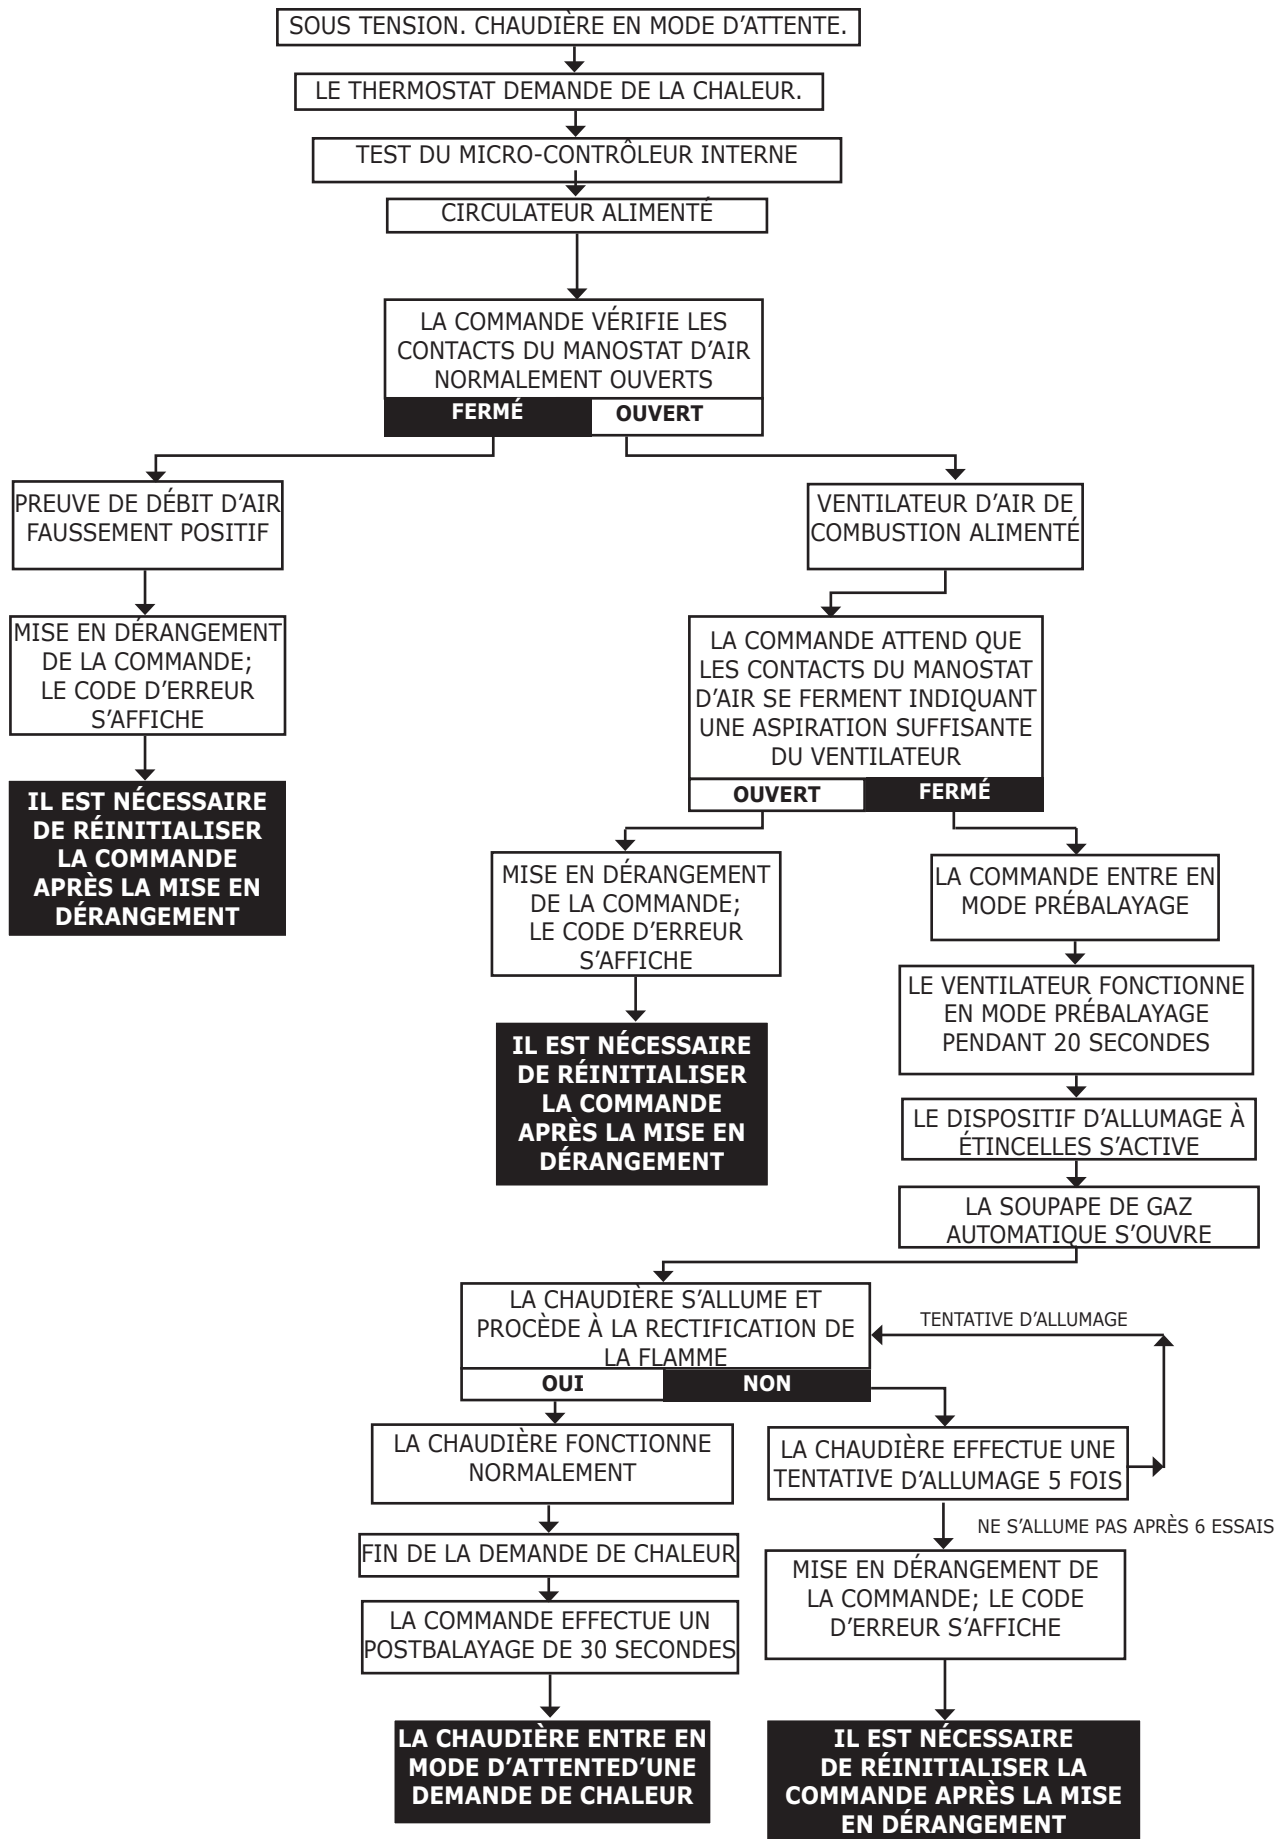 SOUS TENSION. CHAUDIÈRE EN MODE D'ATTENTE.
LE THERMOSTAT DEMANDE DE LA CHALEUR.
TEST DU MICRO-CONTRÔLEUR INTERNE
CIRCULATEUR ALIMENTÉ
LA COMMANDE VÉRIFIE LES
CONTACTS DU MANOSTAT D'AIR
NORMALEMENT OUVERTS
FERMÉ
OUVERT
PREUVE DE DÉBIT D'AIR
FAUSSEMENT POSITIF
MISE EN DÉRANGEMENT
DE LA COMMANDE;
LE CODE D'ERREUR
S'AFFICHE
IL EST NÉCESSAIRE
DE RÉINITIALISER
LA COMMANDE
APRÈS LA MISE EN
DÉRANGEMENT
VENTILATEUR D'AIR DE
COMBUSTION ALIMENTÉ
LA COMMANDE ATTEND QUE
LES CONTACTS DU MANOSTAT
D'AIR SE FERMENT INDIQUANT
UNE ASPIRATION SUFFISANTE
DU VENTILATEUR
OUVERT
FERMÉ
MISE EN DÉRANGEMENT
DE LA COMMANDE;
LE CODE D'ERREUR
S'AFFICHE
IL EST NÉCESSAIRE
DE RÉINITIALISER
LA COMMANDE
APRÈS LA MISE EN
DÉRANGEMENT
LA COMMANDE ENTRE EN
MODE PRÉBALAYAGE
LE VENTILATEUR FONCTIONNE
EN MODE PRÉBALAYAGE
PENDANT 20 SECONDES
LE DISPOSITIF D'ALLUMAGE À
ÉTINCELLES S'ACTIVE
LA SOUPAPE DE GAZ
AUTOMATIQUE S'OUVRE
LA CHAUDIÈRE S'ALLUME ET
PROCÈDE À LA RECTIFICATION DE
LA FLAMME
OUI
NON
TENTATIVE D'ALLUMAGE
LA CHAUDIÈRE FONCTIONNE
NORMALEMENT
FIN DE LA DEMANDE DE CHALEUR
LA COMMANDE EFFECTUE UN
POSTBALAYAGE DE 30 SECONDES
LA CHAUDIÈRE ENTRE EN
MODE D'ATTENTED'UNE
DEMANDE DE CHALEUR
LA CHAUDIÈRE EFFECTUE UNE
TENTATIVE D'ALLUMAGE 5 FOIS
NE S'ALLUME PAS APRÈS 6 ESSAIS
MISE EN DÉRANGEMENT DE
LA COMMANDE; LE CODE
D'ERREUR S'AFFICHE
IL EST NÉCESSAIRE
DE RÉINITIALISER LA
COMMANDE APRÈS LA MISE
EN DÉRANGEMENT